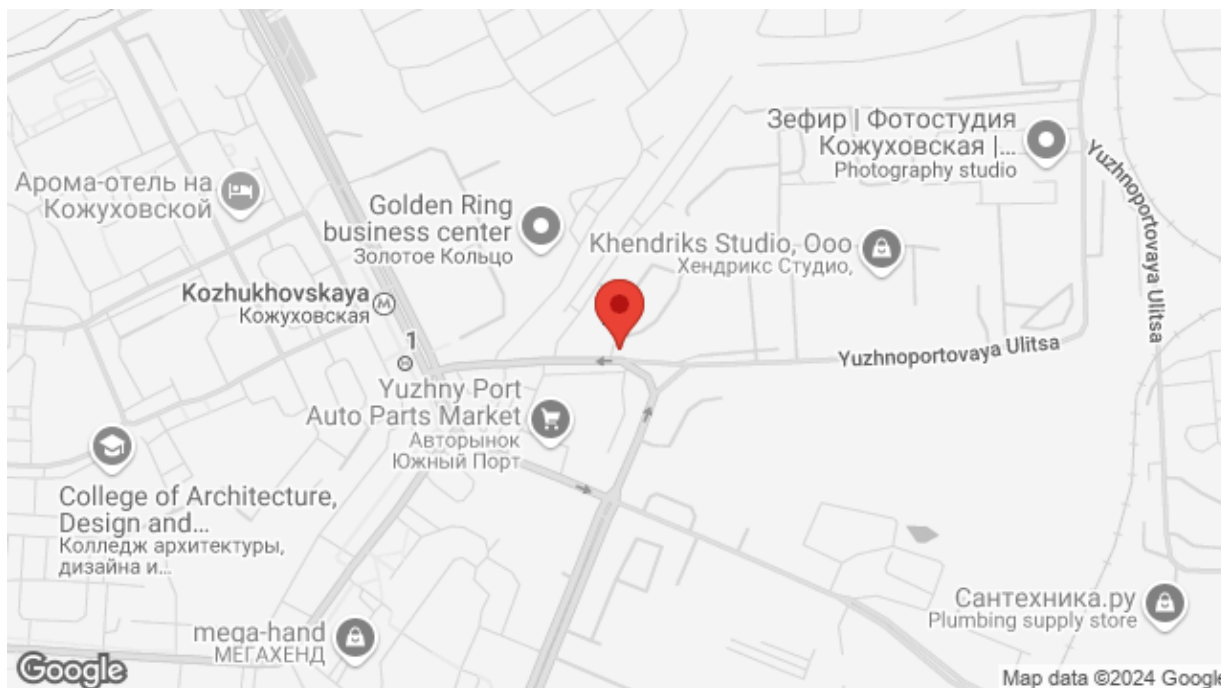 Зефир | Фотостудия
Кожуховская |...
Photography studio
Арома-отель на
Кожуховской
Golden Ring
business center
Золотое Кольцо
Khendriks Studio, Ooo
Хендрикс Студио,
Yuzhnoportovaya Ulitsa
Kozhukhovskaya
Кожуховская
M
1
Yuzhnoportovaya Ulitsa
Yuzhny Port
Auto Parts Market
Авторынок
Южный Порт
College of Architecture,
Design and...
Колледж архитектуры,
дизайна и...
Сантехника.ру
Plumbing supply store
mega-hand
МЕГАХЕНД
Google
Map data ©2024 Google